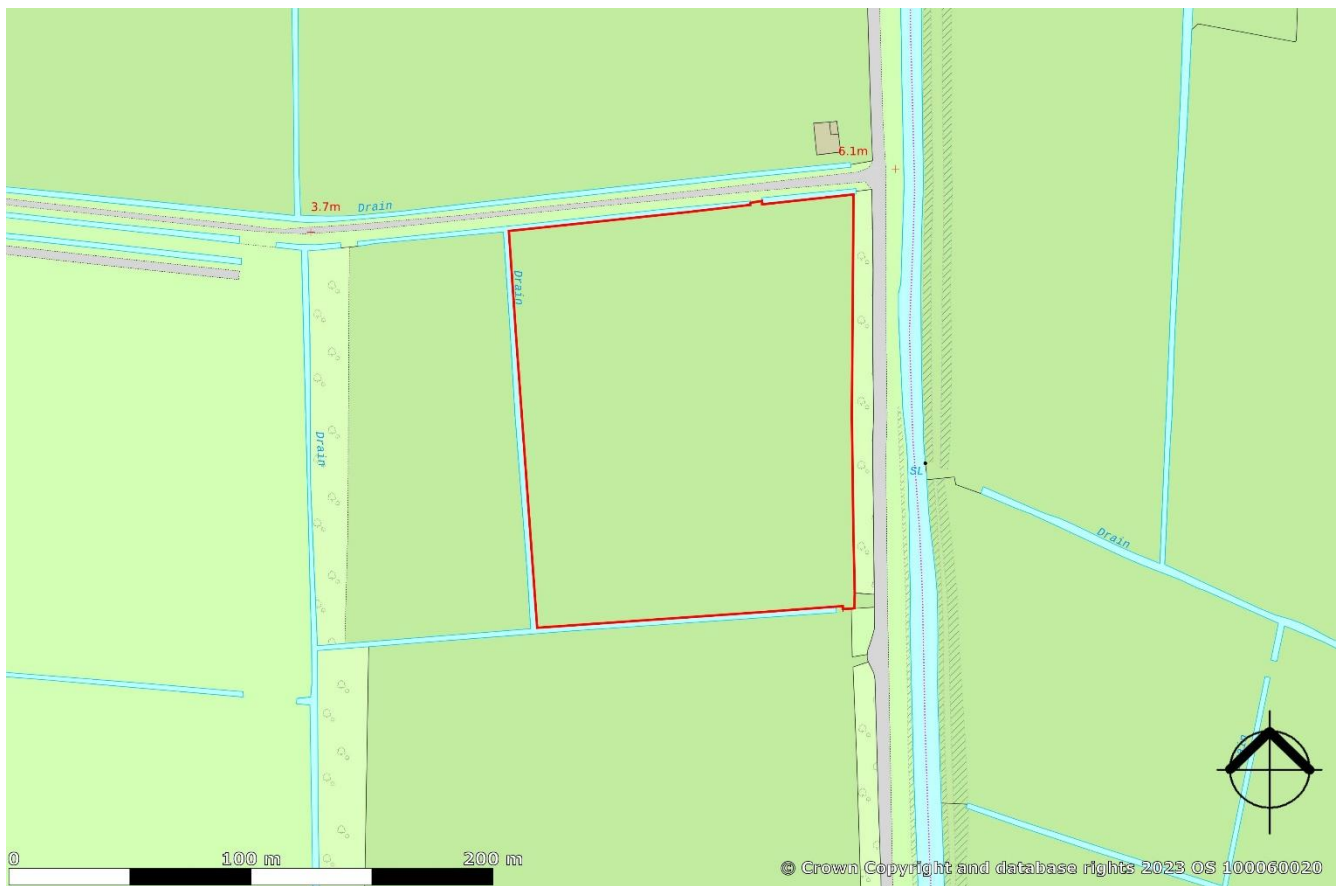 6.1m
3.7m
Drain
Drain
Drain
SL
Drain
0 100 m 200 m
© Crown Copyright and database rights 2023 OS 100060020